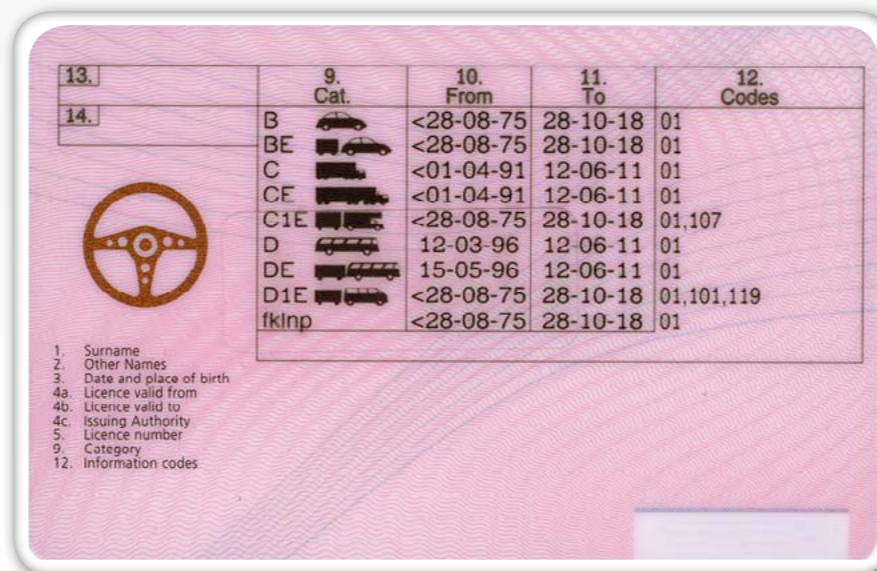 13. 9. 10. 11. 12.
Cat. From To Codes
14.
B <28-08-75 28-10-18 01
BE <28-08-75 28-10-18 01
C <01-04-91 12-06-11 01
CE <01-04-91 12-06-11 01
C1E <28-08-75 28-10-18 01,107
D 12-03-96 12-06-11 01
DE 15-05-96 12-06-11 01
D1E <28-08-75 28-10-18 01,101,119
fklnp <28-08-75 28-10-18 01
1. Surname
2. Other Names
3. Date and place of birth
4a. Licence valid from
4b. Licence valid to
4c. Issuing Authority
5. Licence number
9. Category
12. Information codes